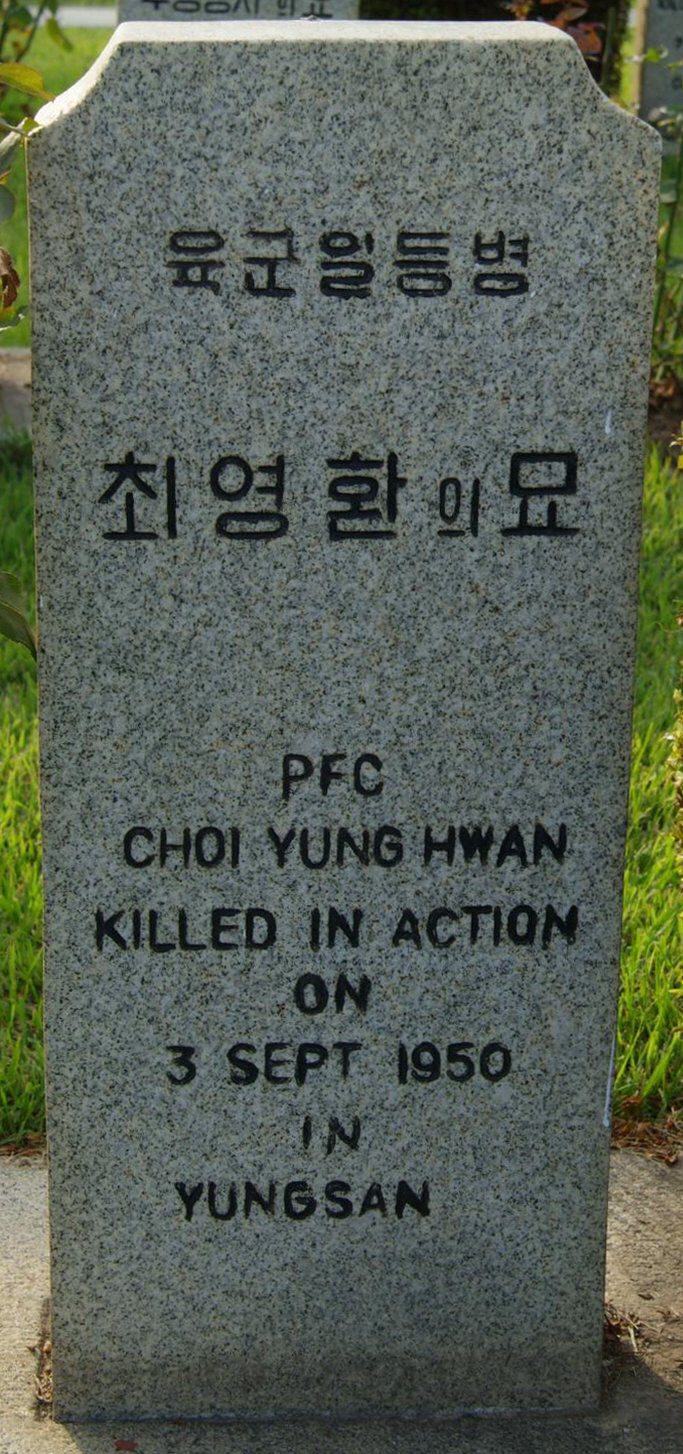 육군일등병
최영환의묘
PFC
CHOI YUNG HWAN
KILLED IN ACTION
ON
3 SEPT 1950
IN
YUNGSAN